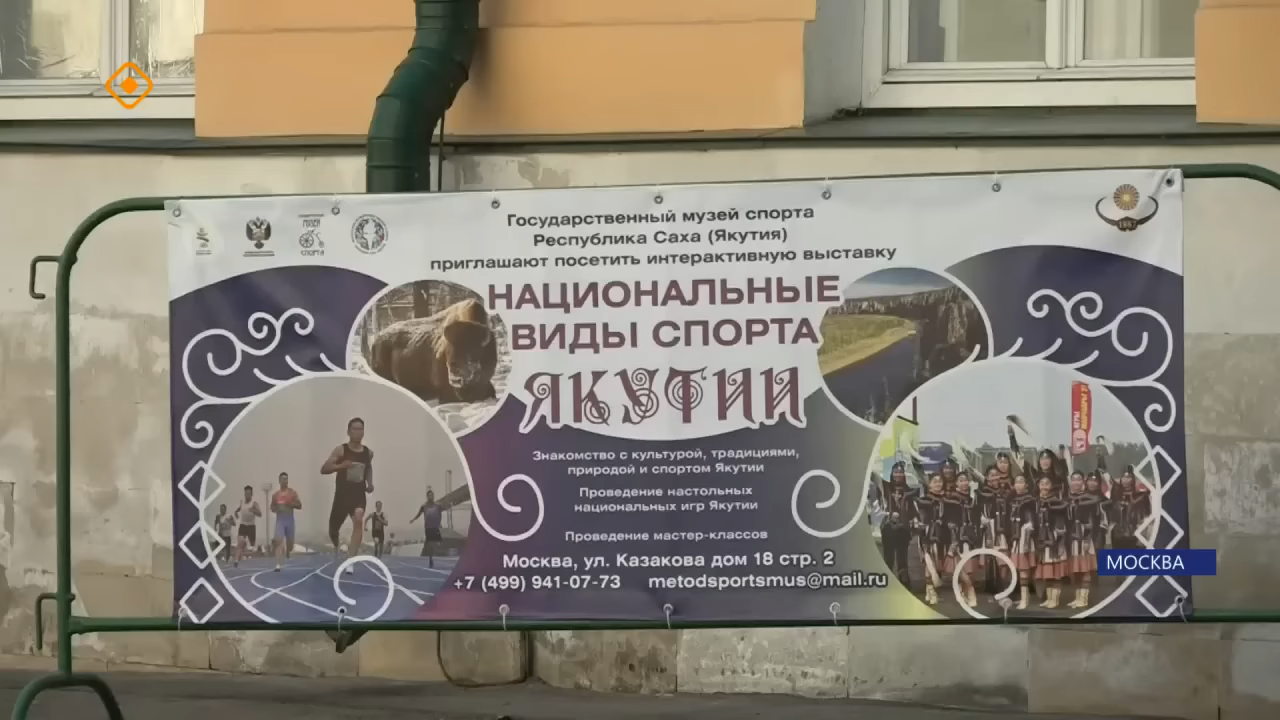 Государственный музей спорта
Республика Саха (Якутия)
приглашают посетить интерактивную выставку
НАЦИОНАЛЬНЫЕ
ВИДЫ СПОРТА
ЯКУТИИ
Знакомство с культурой, традициями,
природой и спортом Якутии
Проведение настольных
национальных игр Якутии
Проведение мастер-классов
Москва, ул. Казакова дом 18 стр. 2
+7 (499) 941-07-73 metodsportsmus@mail.ru
МУЗЕЙ
СПОРТА
МОСКВА